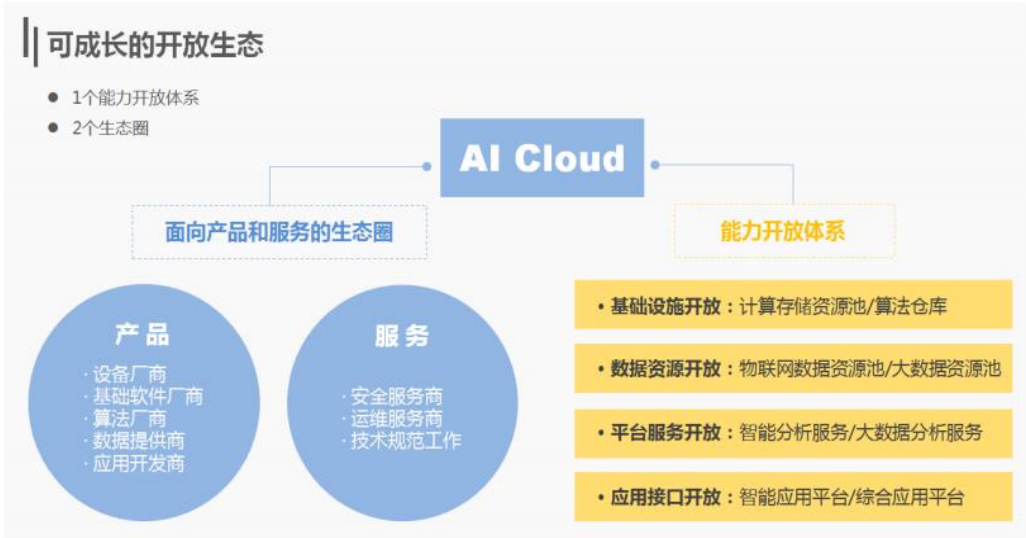 可成长的开放生态
● 1个能力开放体系
● 2个生态圈
AI Cloud
面向产品和服务的生态圈
能力开放体系
产品
· 设备厂商
· 基础软件厂商
· 算法厂商
· 数据提供商
· 应用开发商
服务
· 安全服务商
· 运维服务商
· 技术规范工作
• 基础设施开放：计算存储资源池/算法仓库
• 数据资源开放：物联网数据资源池/大数据资源池
• 平台服务开放：智能分析服务/大数据分析服务
• 应用接口开放：智能应用平台/综合应用平台